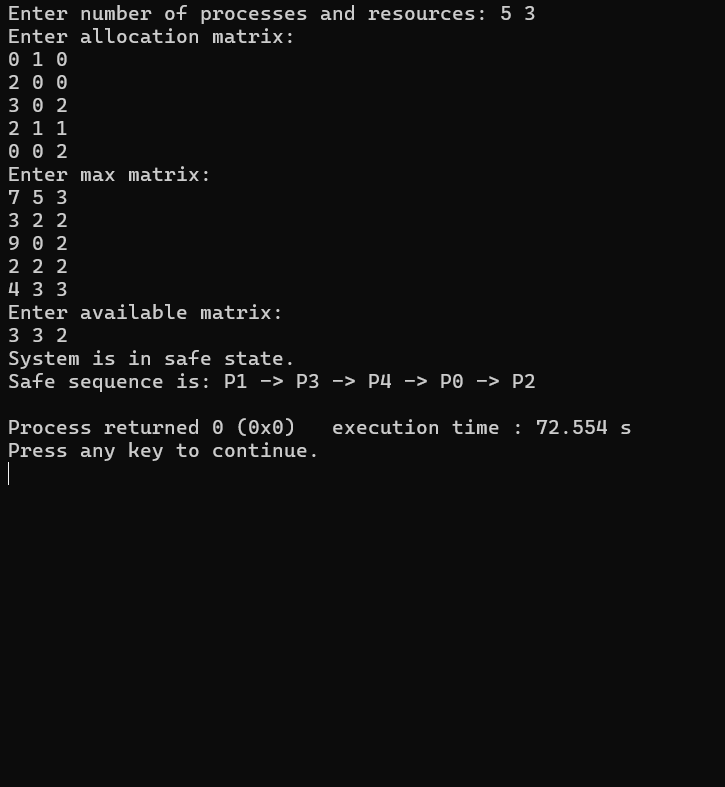 Enter number of processes and resources: 5 3
Enter allocation matrix:
0 1 0
2 0 0
3 0 2
2 1 1
0 0 2
Enter max matrix:
7 5 3
3 2 2
9 0 2
2 2 2
4 3 3
Enter available matrix:
3 3 2
System is in safe state.
Safe sequence is: P1 -> P3 -> P4 -> P0 -> P2
Process returned 0 (0x0)   execution time : 72.554 s
Press any key to continue.